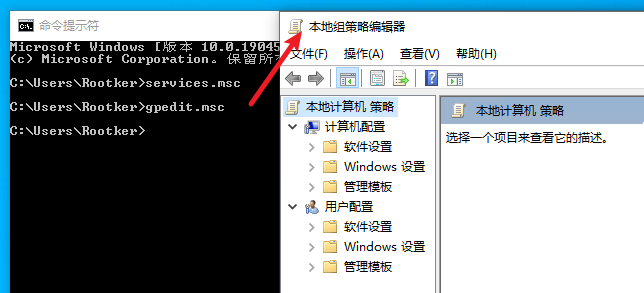 命令提示符
Microsoft Windows [版本 10.0.19045
(c) Microsoft Corporation。保留所有
C:\Users\Rootker>services.msc
C:\Users\Rootker>gpedit.msc
C:\Users\Rootker>
本地组策略编辑器
文件(F) 操作(A) 查看(V) 帮助(H)
本地计算机 策略
计算机配置
软件设置
Windows 设置
管理模板
用户配置
软件设置
Windows 设置
管理模板
本地计算机 策略
选择一个项目来查看它的描述。